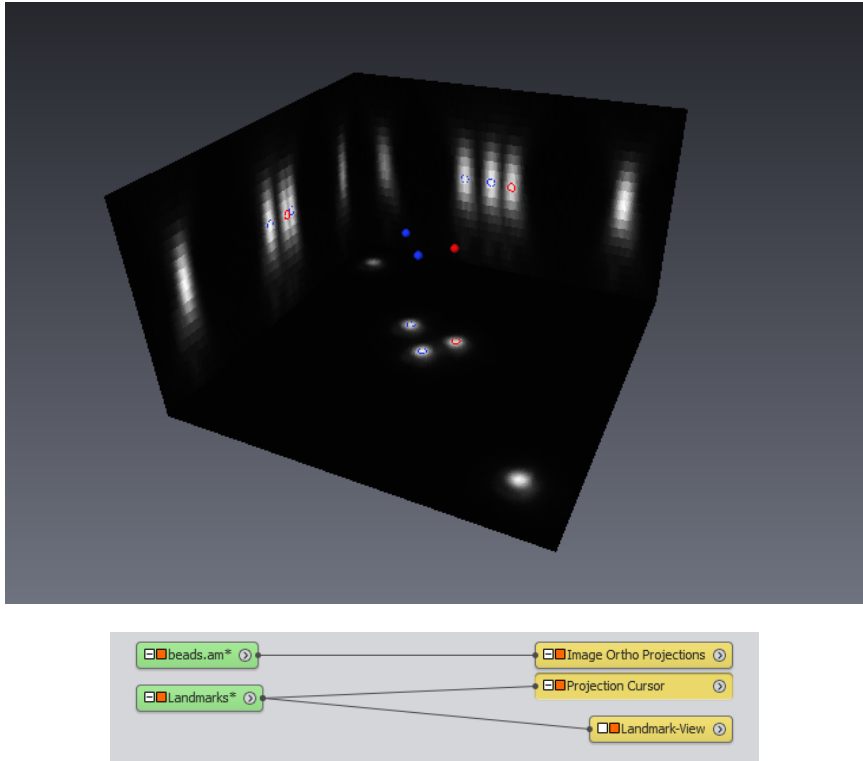 beads.am*
Image Ortho Projections
Landmarks*
Projection Cursor
Landmark-View